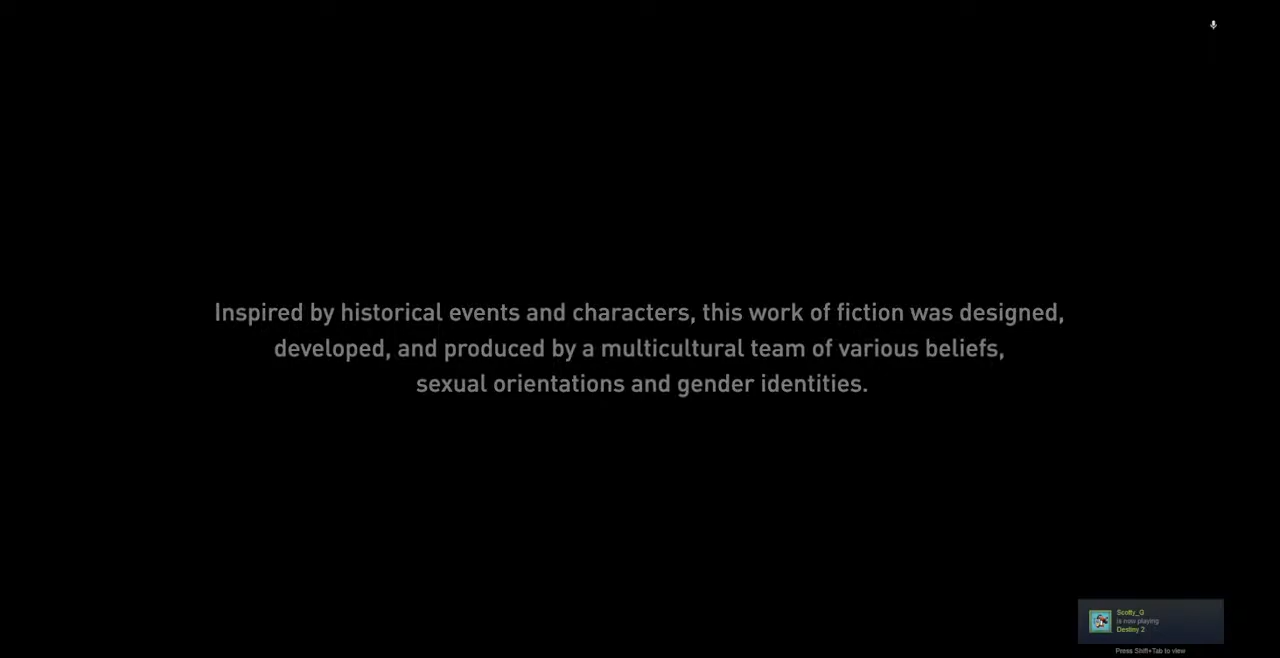 Inspired by historical events and characters, this work of fiction was designed,
developed, and produced by a multicultural team of various beliefs,
sexual orientations and gender identities.
Scotty_G
is now playing
Destiny 2
Press Shift+Tab to view